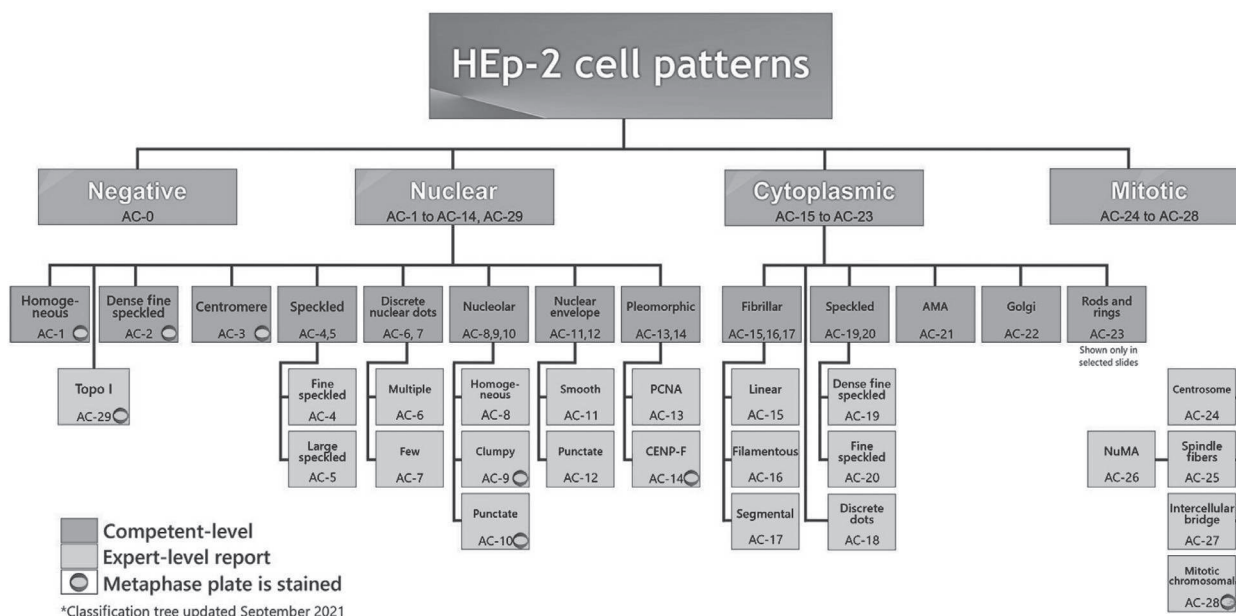 HEp-2 cell patterns
Negative
AC-0
Nuclear
AC-1 to AC-14, AC-29
Cytoplasmic
AC-15 to AC-23
Mitotic
AC-24 to AC-28
Homoge-
neous
AC-1
Dense fine
speckled
AC-2
Centromere
AC-3
Speckled
AC-4,5
Discrete
nuclear dots
AC-6, 7
Nucleolar
AC-8,9,10
Nuclear
envelope
AC-11,12
Pleomorphic
AC-13,14
Fibrillar
AC-15,16,17
Speckled
AC-19,20
AMA
AC-21
Golgi
AC-22
Rods and
rings
AC-23
Shown only in
selected slides
Topo I
AC-29
Fine
speckled
AC-4
Large
speckled
AC-5
Multiple
AC-6
Few
AC-7
Homoge-
neous
AC-8
Clumpy
AC-9
Punctate
AC-10
Smooth
AC-11
Punctate
AC-12
PCNA
AC-13
CENP-F
AC-14
Linear
AC-15
Filamentous
AC-16
Segmental
AC-17
Dense fine
speckled
AC-19
Fine
speckled
AC-20
Discrete
dots
AC-18
Centrosome
AC-24
NuMA
AC-26
Spindle
fibers
AC-25
Intercellular
bridge
AC-27
Mitotic
chromosomal
AC-28
Competent-level
Expert-level report
Metaphase plate is stained
*Classification tree updated September 2021